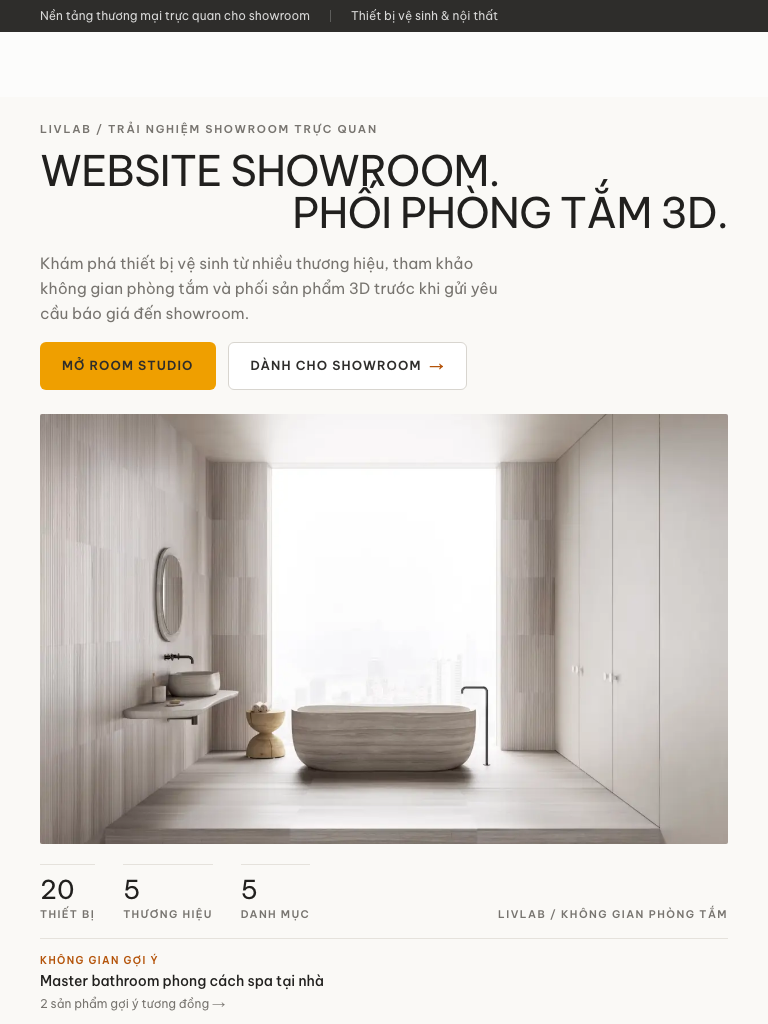 Nền tảng thương mại trực quan cho showroom | Thiết bị vệ sinh & nội thất
LIVLAB / TRẢI NGHIỆM SHOWROOM TRỰC QUAN
WEBSITE SHOWROOM.
PHỐI PHÒNG TẮM 3D.
Khám phá thiết bị vệ sinh từ nhiều thương hiệu, tham khảo
không gian phòng tắm và phối sản phẩm 3D trước khi gửi yêu
cầu báo giá đến showroom.
MỞ ROOM STUDIO
DÀNH CHO SHOWROOM →
20
THIẾT BỊ
5
THƯƠNG HIỆU
5
DANH MỤC
LIVLAB / KHÔNG GIAN PHÒNG TẮM
KHÔNG GIAN GỢI Ý
Master bathroom phong cách spa tại nhà
2 sản phẩm gợi ý tương đồng →